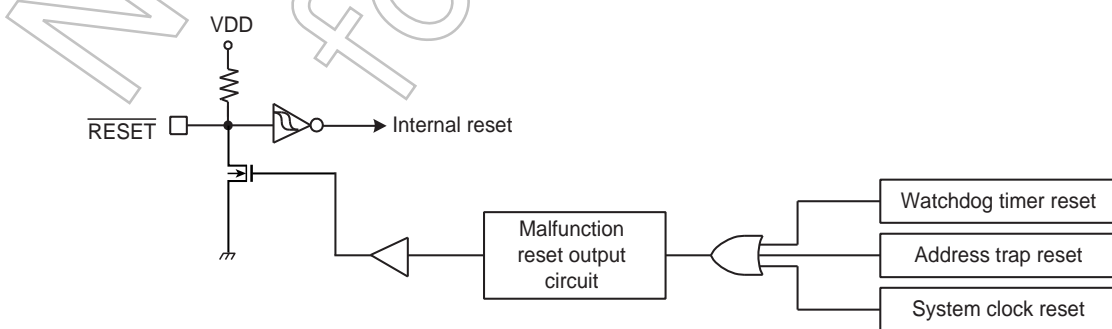 VDD
RESET
Internal reset
Watchdog timer reset
Malfunction
reset output
circuit
Address trap reset
System clock reset